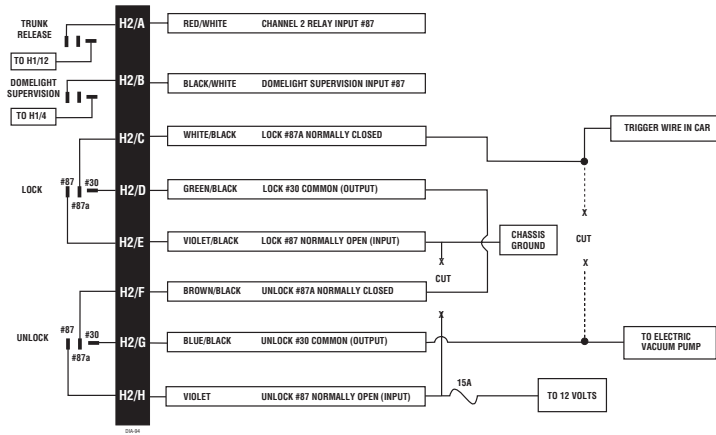 TRUNK
RELEASE
TO H1/12
H2/A
RED/WHITE CHANNEL 2 RELAY INPUT #87
DOMELIGHT
SUPERVISION
TO H1/4
H2/B
BLACK/WHITE DOMELIGHT SUPERVISION INPUT #87
H2/C
WHITE/BLACK LOCK #87A NORMALLY CLOSED
TRIGGER WIRE IN CAR
LOCK
#87
#30
#87a
H2/D
GREEN/BLACK LOCK #30 COMMON (OUTPUT)
X
CUT
X
H2/E
VIOLET/BLACK LOCK #87 NORMALLY OPEN (INPUT)
CHASSIS
GROUND
X
CUT
X
H2/F
BROWN/BLACK UNLOCK #87A NORMALLY CLOSED
UNLOCK
#87
#30
#87a
H2/G
BLUE/BLACK UNLOCK #30 COMMON (OUTPUT)
TO ELECTRIC
VACUUM PUMP
H2/H
VIOLET UNLOCK #87 NORMALLY OPEN (INPUT)
15A
TO 12 VOLTS
DIA-84